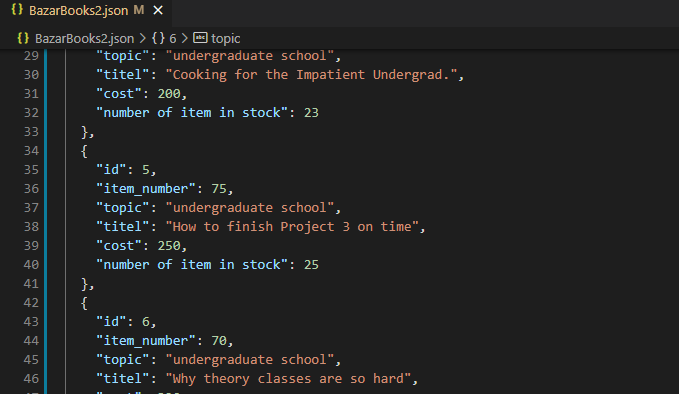 {} BazarBooks2.json M ×
{} BazarBooks2.json > {} 6 > abc topic
29 "topic": "undergraduate school",
30 "titel": "Cooking for the Impatient Undergrad.",
31 "cost": 200,
32 "number of item in stock": 23
33 },
34 {
35 "id": 5,
36 "item_number": 75,
37 "topic": "undergraduate school",
38 "titel": "How to finish Project 3 on time",
39 "cost": 250,
40 "number of item in stock": 25
41 },
42 {
43 "id": 6,
44 "item_number": 70,
45 "topic": "undergraduate school",
46 "titel": "Why theory classes are so hard",